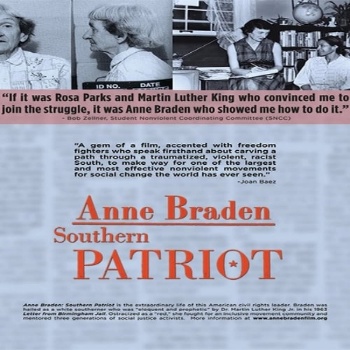 ID NO. DATE
"If it was Rosa Parks and Martin Luther King who convinced me to
join the struggle, it was Anne Braden who showed me how to do it."
- Bob Zellner, Student Nonviolent Coordinating Committee (SNCC)
"A gem of a film, accented with freedom
fighters who speak firsthand about carving a
path through a traumatized, violent, racist
South, to make way for one of the largest
and most effective nonviolent movements
for social change the world has ever seen."
-Joan Baez
Anne Braden
Southern
PATRIOT
Anne Braden: Southern Patriot is the extraordinary life of this American civil rights leader. Braden was
hailed as a white southerner who was "eloquent and prophetic" by Dr. Martin Luther King Jr. in his 1963
Letter from Birmingham Jail. Ostracized as a "red," she fought for an inclusive movement community and
mentored three generations of social justice activists. More information at www.annebradenfilm.org